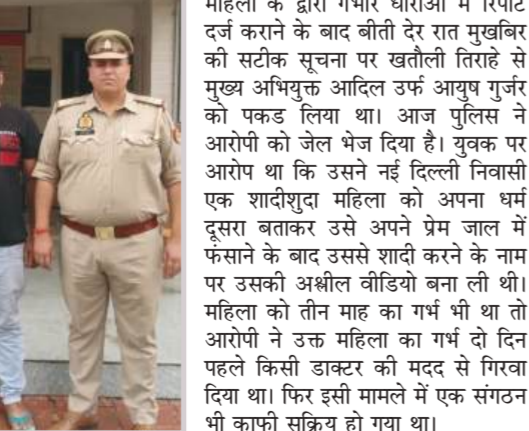 महिला के द्वारा गंभीर धाराओं में रिपोर्ट
दर्ज कराने के बाद बीती देर रात मुखबिर
की सटीक सूचना पर खतौली तिराहे से
मुख्य अभियुक्त आदिल उर्फ आयुष गुर्जर
को पकड लिया था। आज पुलिस ने
आरोपी को जेल भेज दिया है। युवक पर
आरोप था कि उसने नई दिल्ली निवासी
एक शादीशुदा महिला को अपना धर्म
दूसरा बताकर उसे अपने प्रेम जाल में
फंसाने के बाद उससे शादी करने के नाम
पर उसकी अश्लील वीडियो बना ली थी।
महिला को तीन माह का गर्भ भी था तो
आरोपी ने उक्त महिला का गर्भ दो दिन
पहले किसी डाक्टर की मदद से गिरवा
दिया था। फिर इसी मामले में एक संगठन
भी काफी सक्रिय हो गया था।